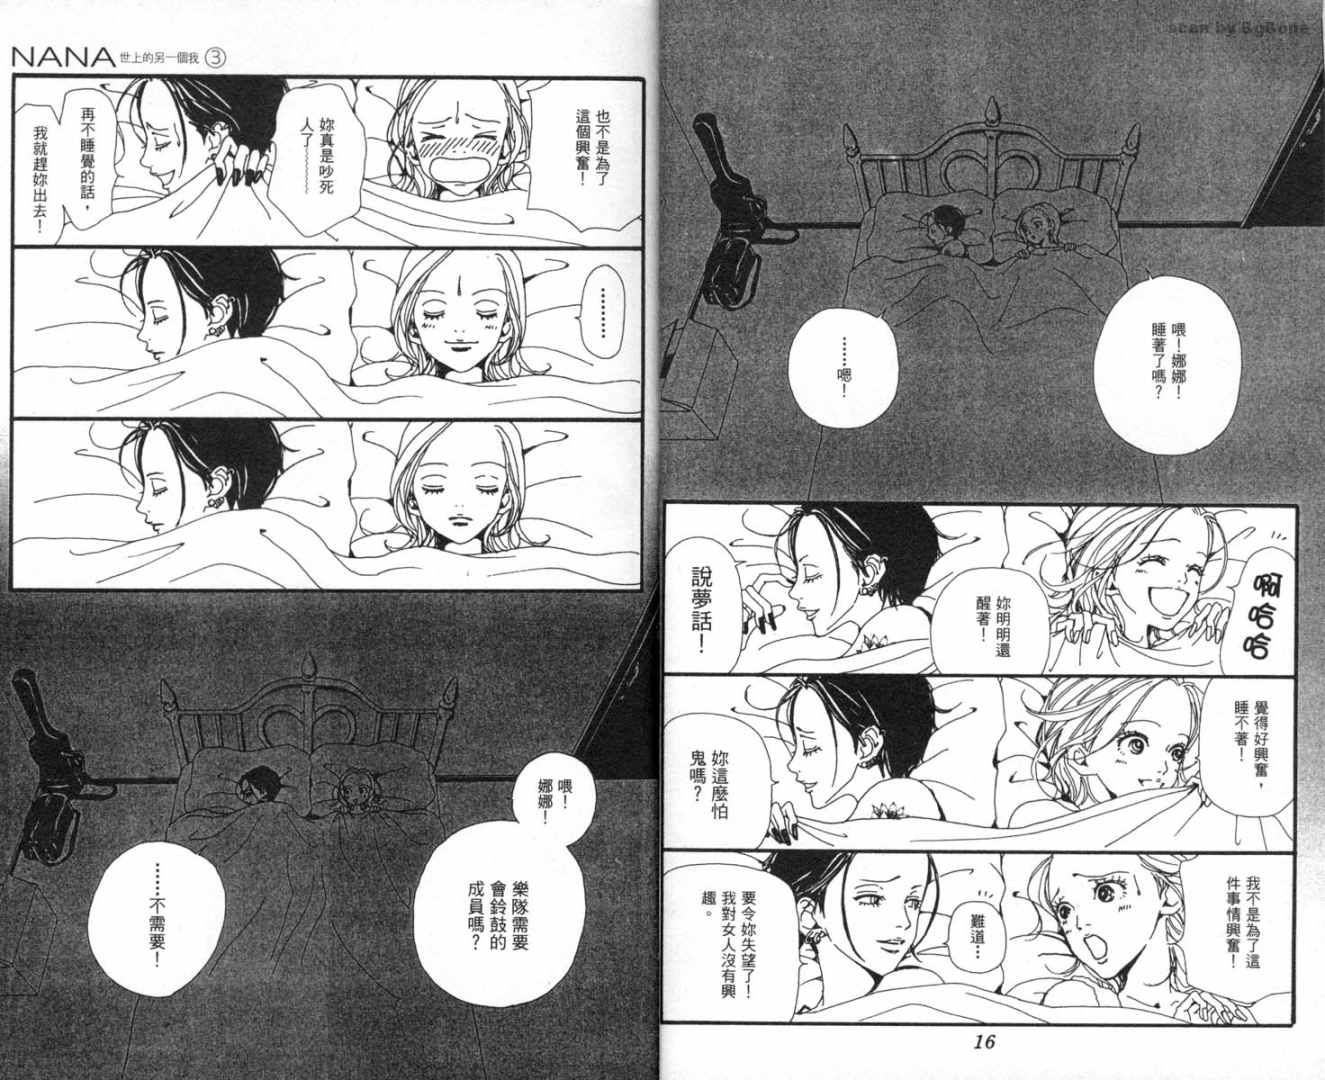 scan by BgBone
喂！娜娜！
睡著了嗎？
……嗯！
啊哈哈
妳明明還
醒著！
說夢話！
覺得好興奮，
睡不著！
妳這麼怕
鬼嗎？
我不是為了這
件事情興奮！
難道…
要令妳失望了！
我對女人沒有興
趣。
16
NANA 世上的另一個我 ③
也不是為了
這個興奮！
妳真是吵死
人了……
再不睡覺的話，
我就趕妳出去！
………
喂！
娜娜！
樂隊需要
會鈴鼓的
成員嗎？
……不需要！